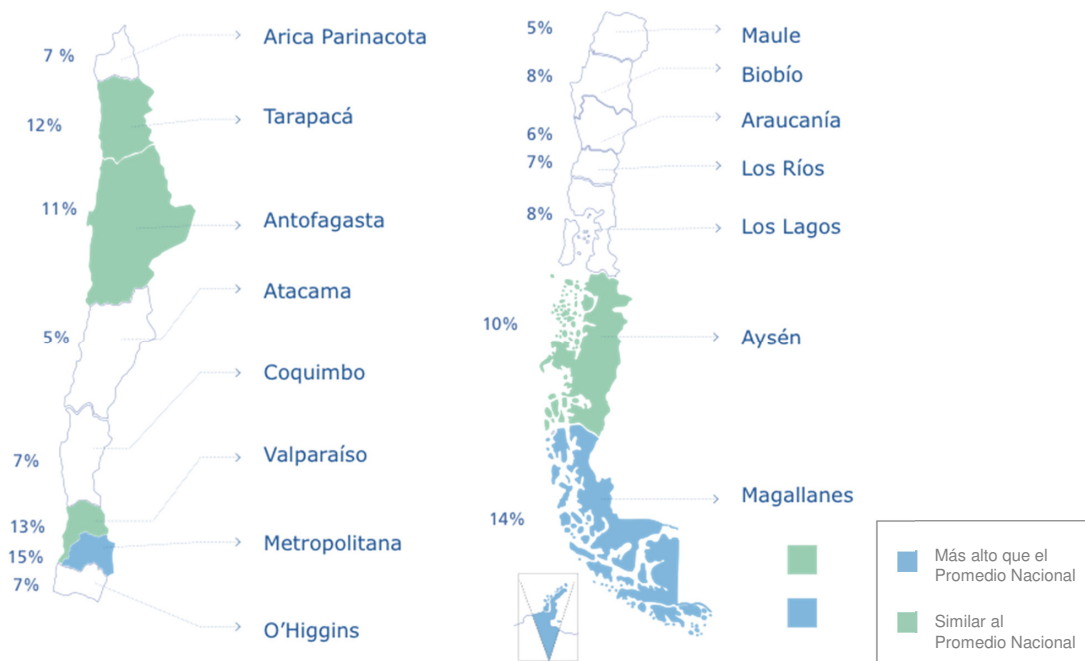 7 %
Arica Parinacota
12%
Tarapacá
11%
Antofagasta
Atacama
5%
Coquimbo
7%
Valparaíso
13%
Metropolitana
15%
7%
O'Higgins
5%
Maule
8%
Biobío
Araucanía
6%
7%
Los Ríos
8%
Los Lagos
10%
Aysén
Magallanes
14%
Más alto que el
Promedio Nacional
Similar al
Promedio Nacional